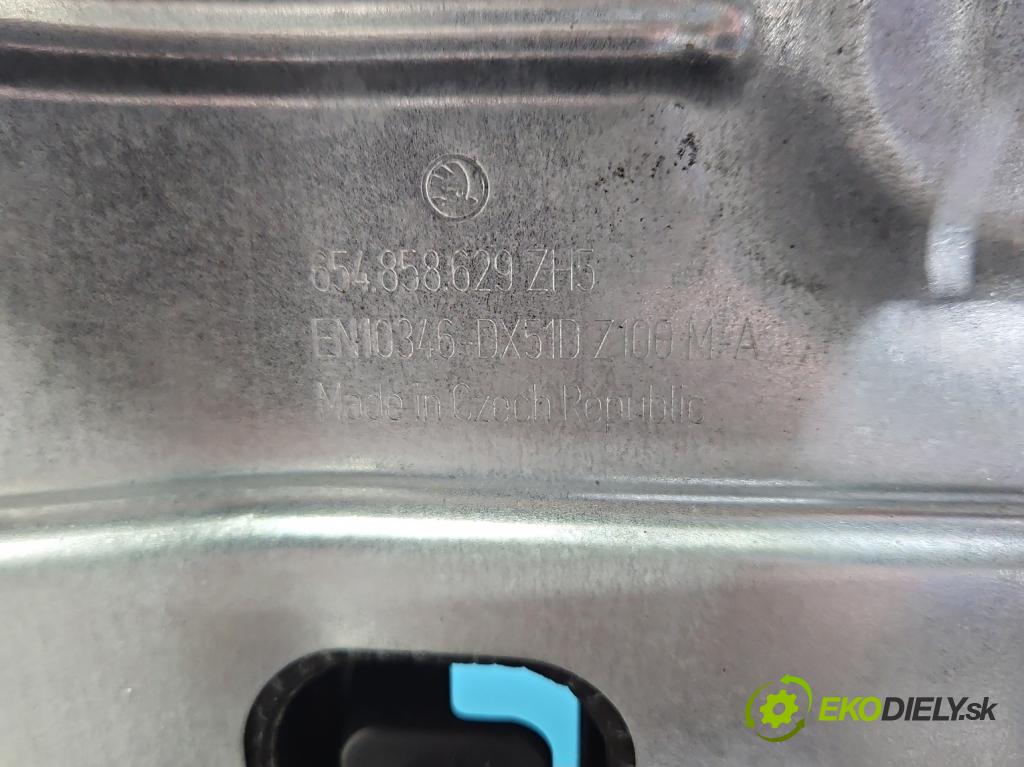 654.858.629 ZH5
EN10346-DX51D Z100 M-A
Made in Czech Republic
EKODIELY.sk